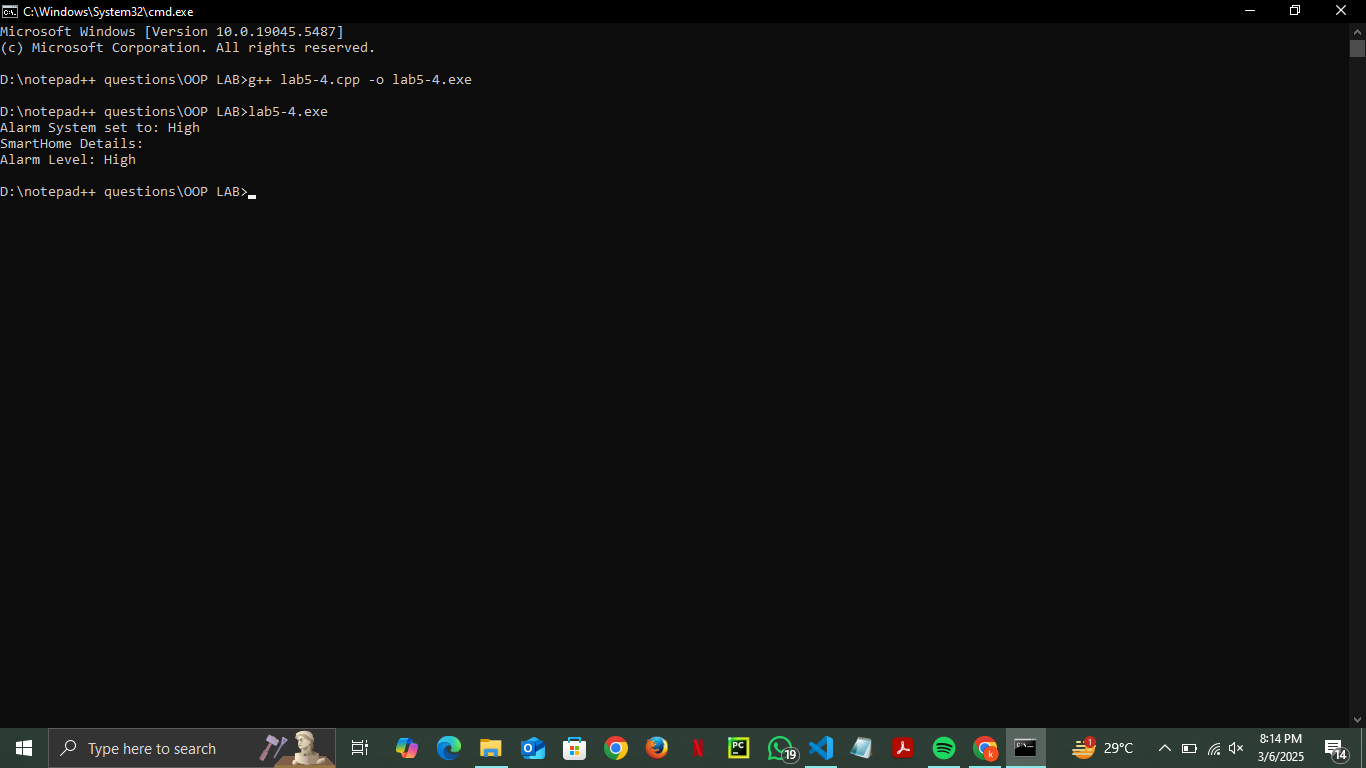 C:\Windows\System32\cmd.exe
Microsoft Windows [Version 10.0.19045.5487]
(c) Microsoft Corporation. All rights reserved.
D:\notepad++ questions\OOP LAB>g++ lab5-4.cpp -o lab5-4.exe
D:\notepad++ questions\OOP LAB>lab5-4.exe
Alarm System set to: High
SmartHome Details:
Alarm Level: High
D:\notepad++ questions\OOP LAB>
Type here to search
PC
19
k
1
29°C
8:14 PM
3/6/2025
14